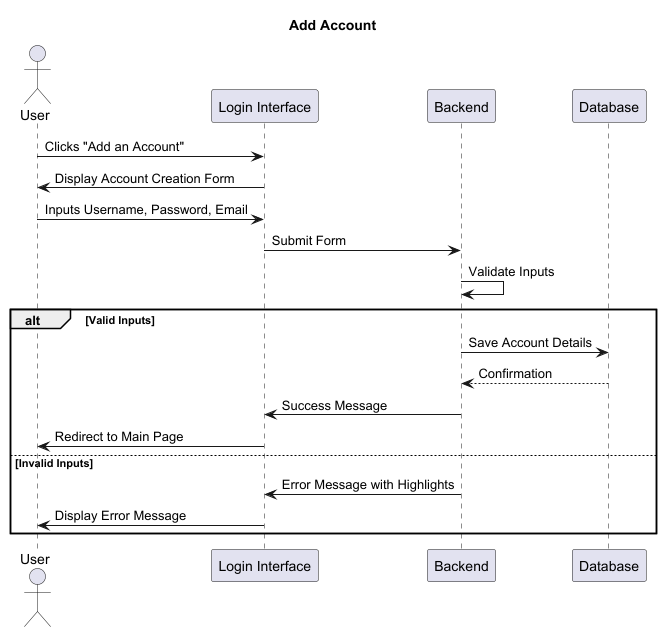 Add Account
User
Login Interface
Backend
Database
Clicks "Add an Account"
Display Account Creation Form
Inputs Username, Password, Email
Submit Form
Validate Inputs
alt
[Valid Inputs]
Save Account Details
Confirmation
Success Message
Redirect to Main Page
[Invalid Inputs]
Error Message with Highlights
Display Error Message
User
Login Interface
Backend
Database